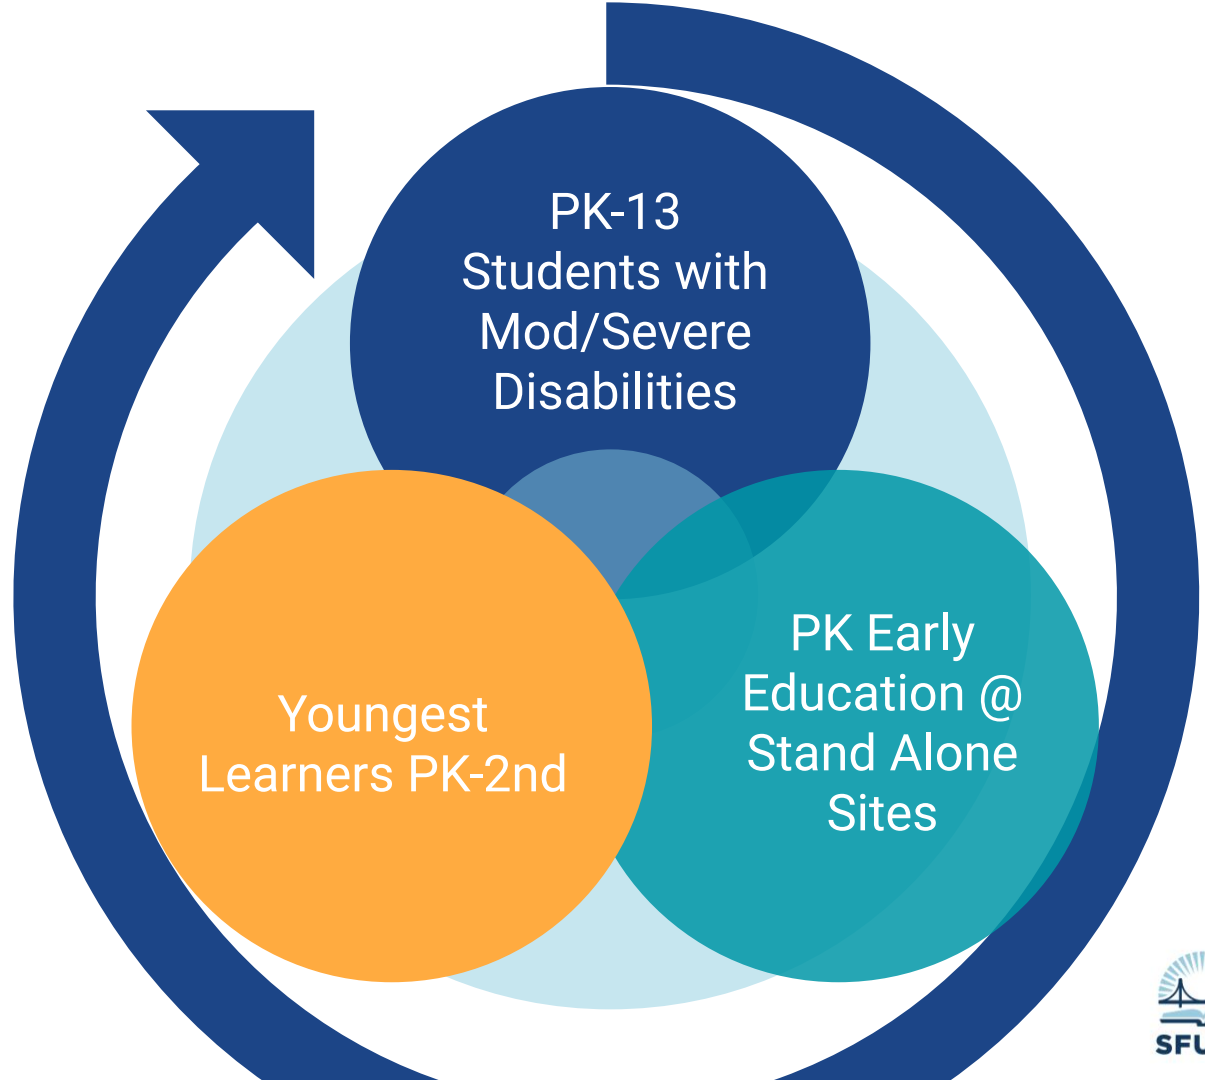 PK-13
Students with
Mod/Severe
Disabilities
Youngest
Learners PK-2nd
PK Early
Education @
Stand Alone
Sites
SFU